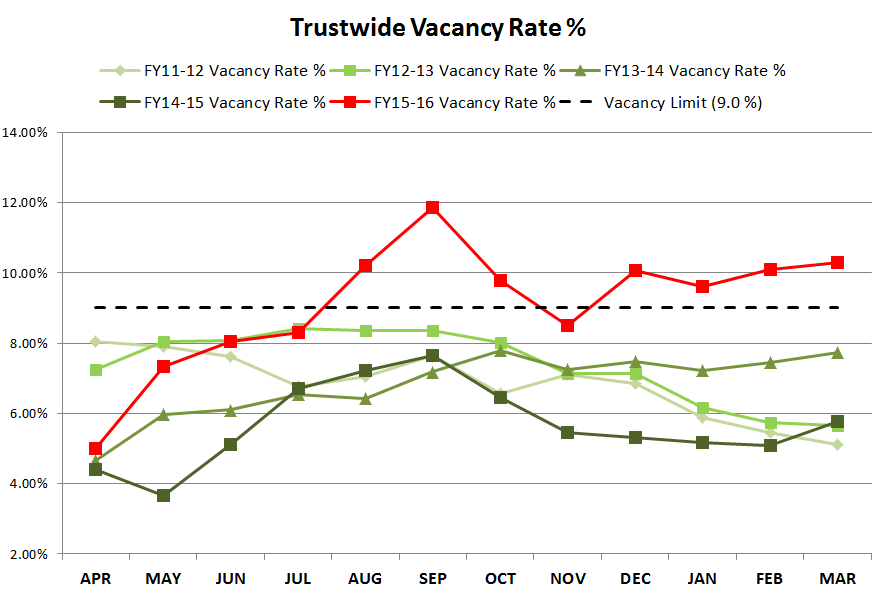 Trustwide Vacancy Rate %
FY11-12 Vacancy Rate % FY12-13 Vacancy Rate % FY13-14 Vacancy Rate %
FY14-15 Vacancy Rate % FY15-16 Vacancy Rate % Vacancy Limit (9.0 %)
14.00%
12.00%
10.00%
8.00%
6.00%
4.00%
2.00%
APR MAY JUN JUL AUG SEP OCT NOV DEC JAN FEB MAR